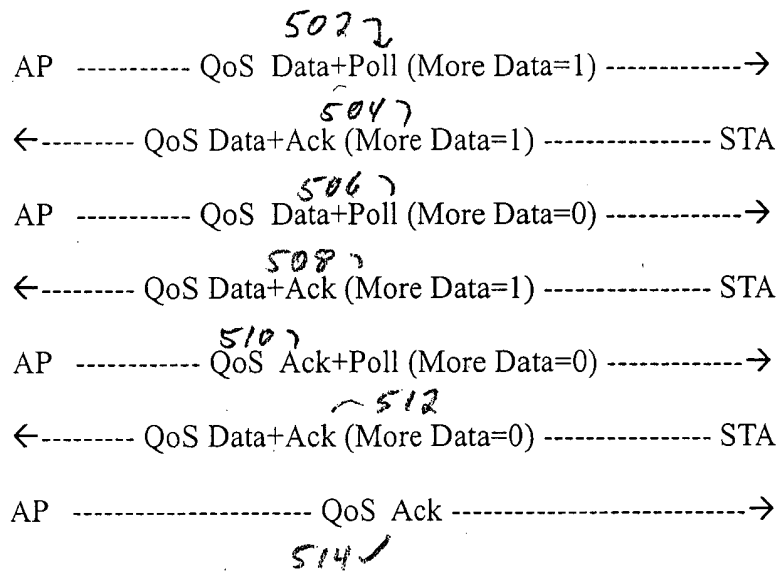 502
AP ----------- QoS Data+Poll (More Data=1) ------------→
504
←--------- QoS Data+Ack (More Data=1) --------------- STA
506
AP ----------- QoS Data+Poll (More Data=0) ------------→
508
←--------- QoS Data+Ack (More Data=1) --------------- STA
510
AP ------------ QoS Ack+Poll (More Data=0) ------------→
512
←--------- QoS Data+Ack (More Data=0) --------------- STA
AP ---------------------- QoS Ack ---------------------------→
514